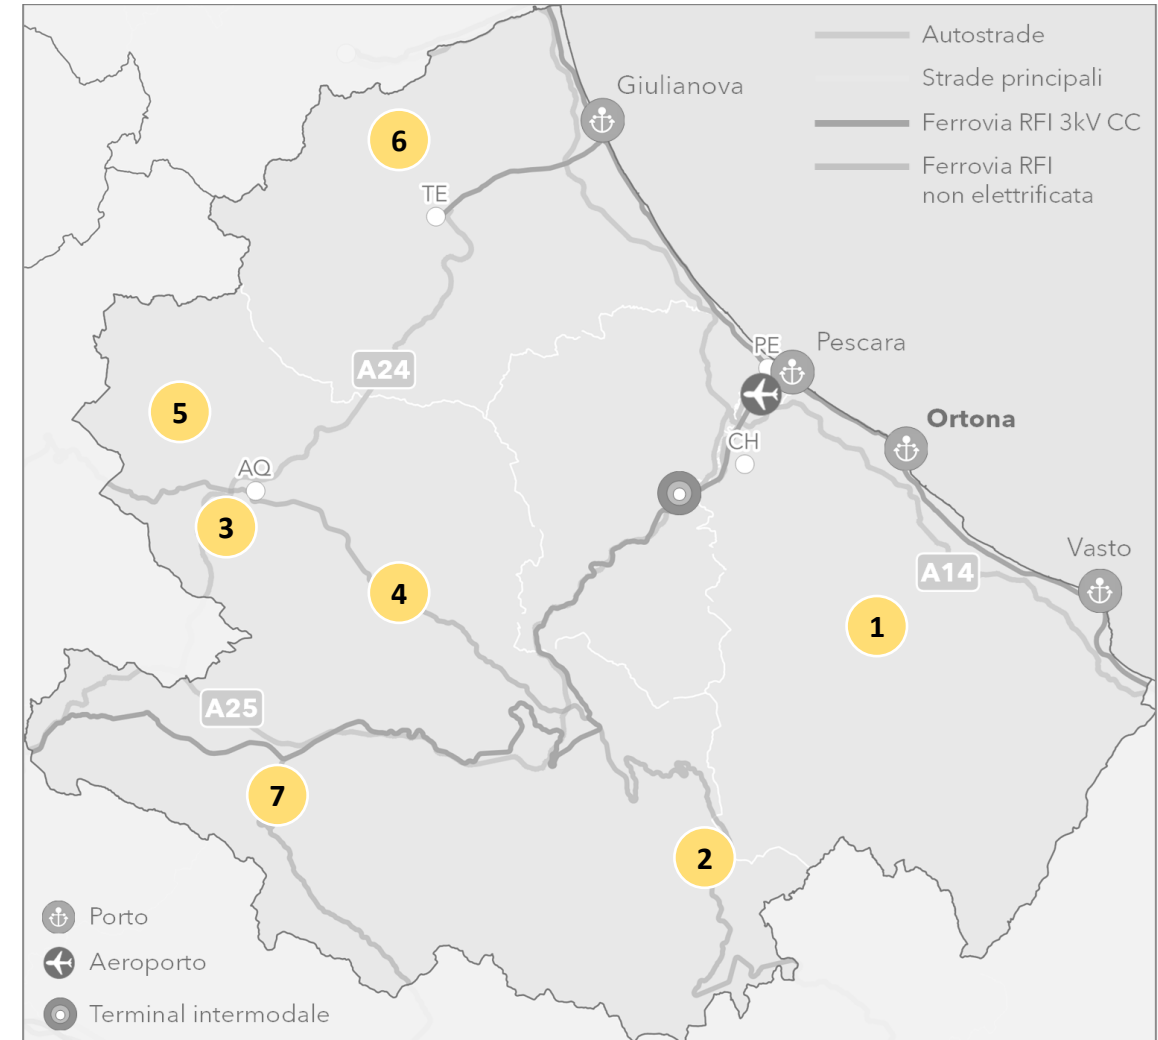 Autostrade
Strade principali
Ferrovia RFI 3kV CC
Ferrovia RFI
non elettrificata
Giulianova
6
TE
PE
Pescara
A24
5
Ortona
CH
AQ
3
Vasto
A14
4
1
A25
7
2
Porto
Aeroporto
Terminal intermodale